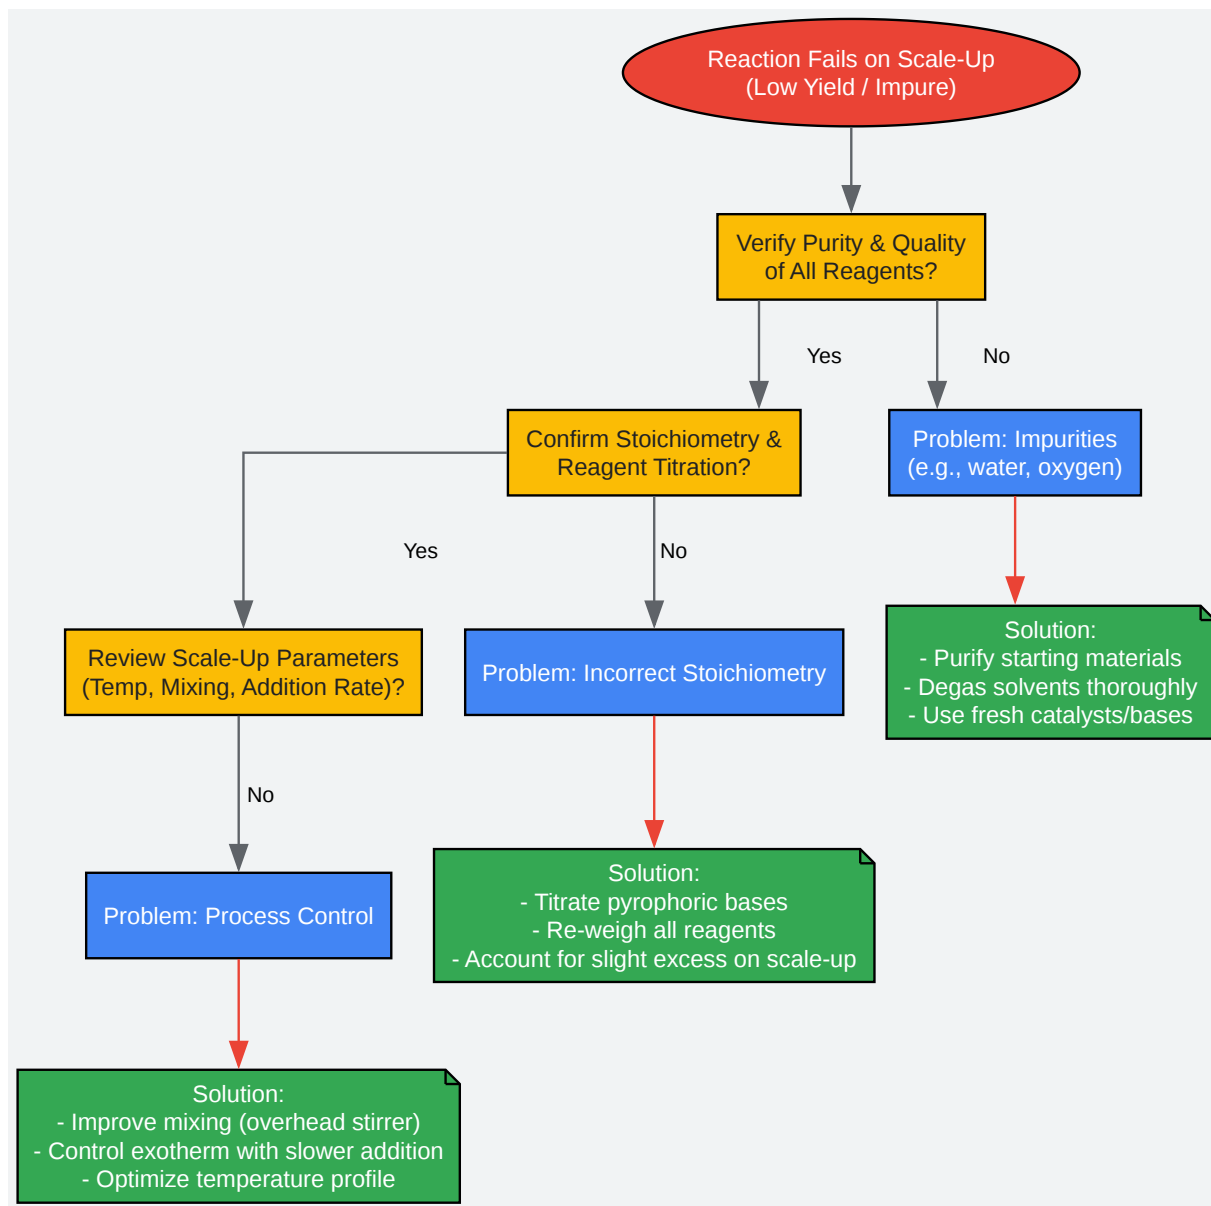 Reaction Fails on Scale-Up
(Low Yield / Impure)
Verify Purity & Quality
of All Reagents?
Yes
No
Confirm Stoichiometry &
Reagent Titration?
Problem: Impurities
(e.g., water, oxygen)
Yes
No
Review Scale-Up Parameters
(Temp, Mixing, Addition Rate)?
Problem: Incorrect Stoichiometry
Solution:
- Purify starting materials
- Degas solvents thoroughly
- Use fresh catalysts/bases
No
Problem: Process Control
Solution:
- Titrate pyrophoric bases
- Re-weigh all reagents
- Account for slight excess on scale-up
Solution:
- Improve mixing (overhead stirrer)
- Control exotherm with slower addition
- Optimize temperature profile